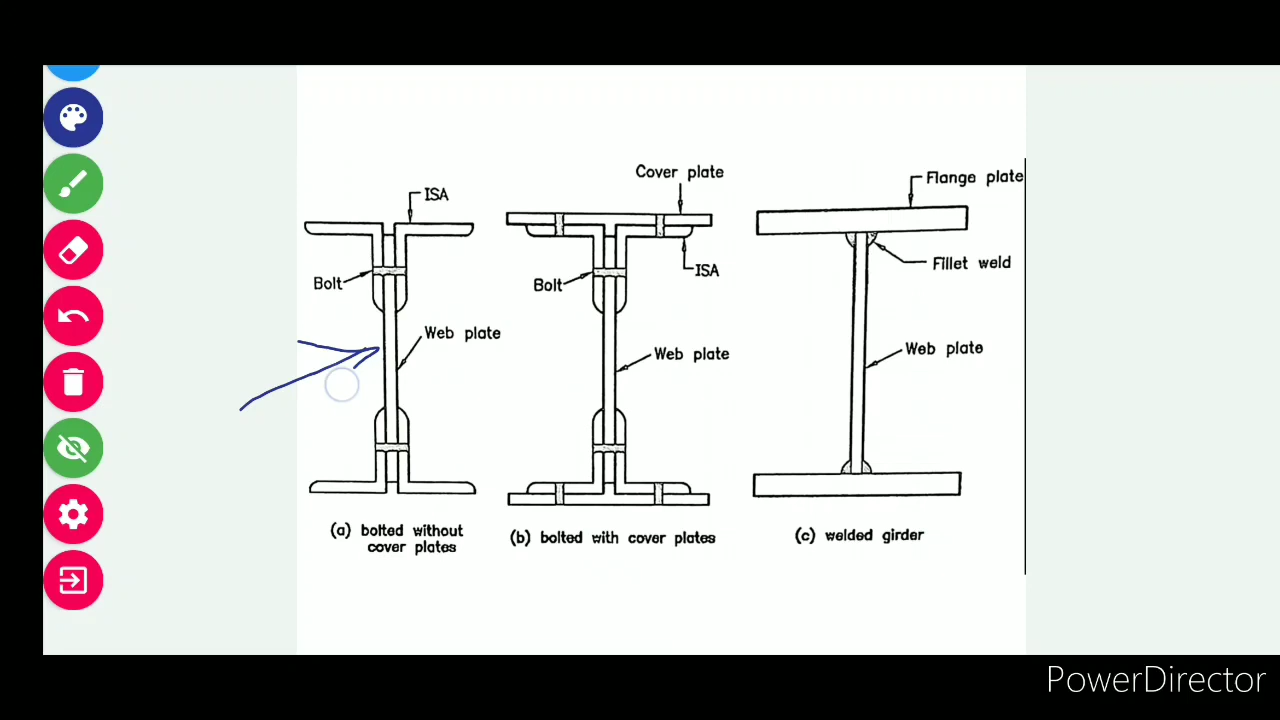 Cover plate
Flange plate
ISA
Fillet weld
ISA
Bolt
Bolt
Web plate
Web plate
Web plate
(a) bolted without
cover plates
(b) bolted with cover plates
(c) welded girder
PowerDirector